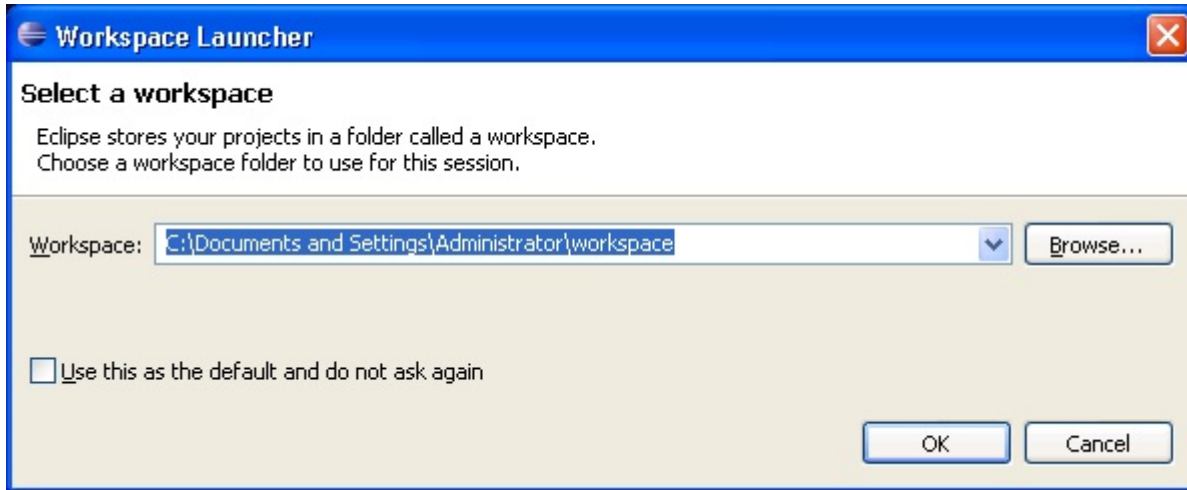 Workspace Launcher
Select a workspace
Eclipse stores your projects in a folder called a workspace.
Choose a workspace folder to use for this session.
Workspace: C:\Documents and Settings\Administrator\workspace Browse...
Use this as the default and do not ask again
OK Cancel